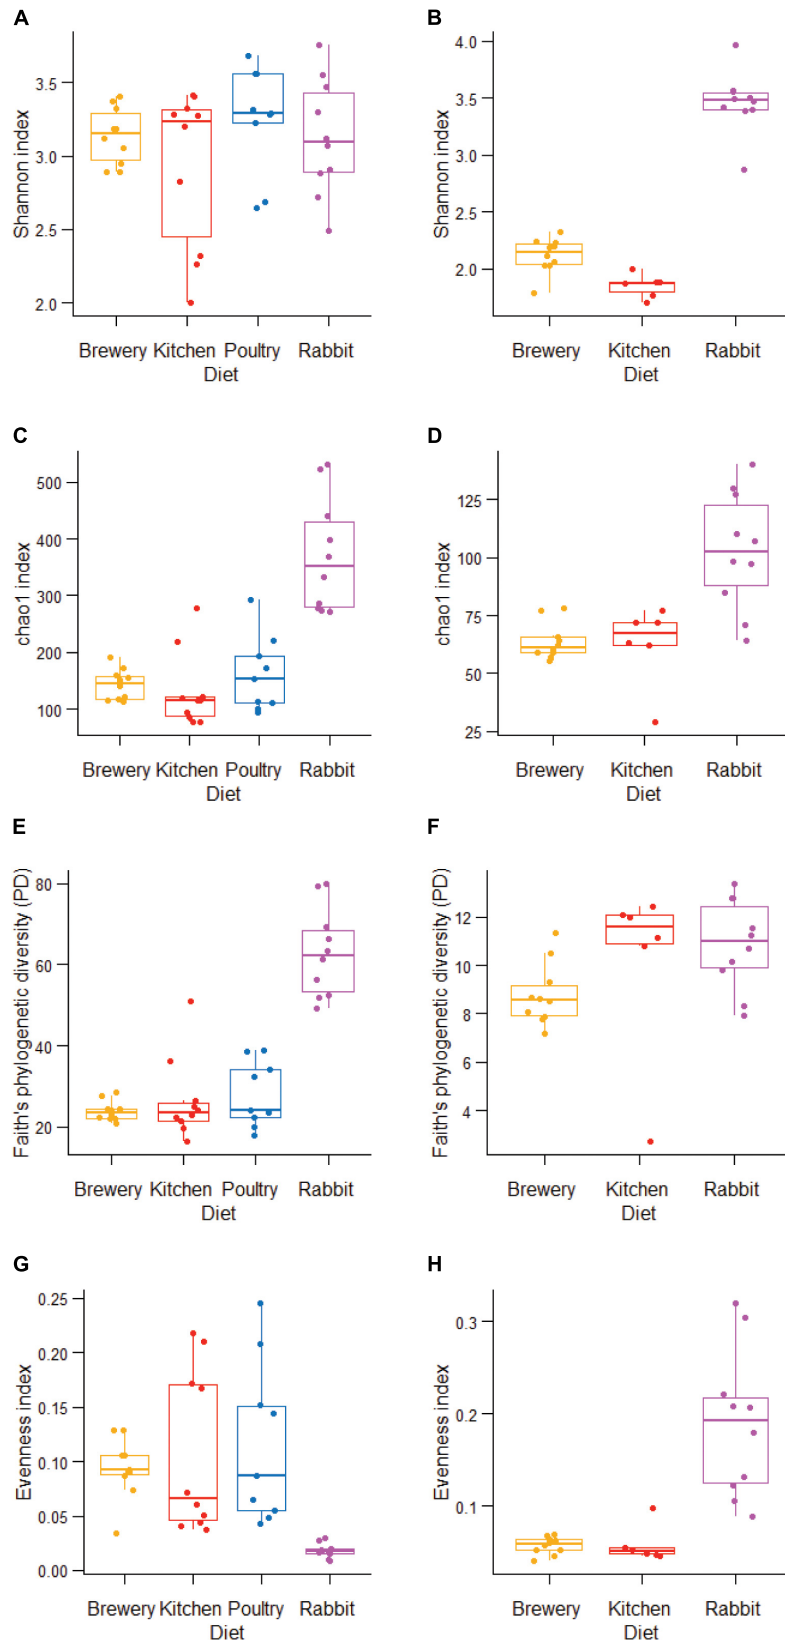 A
Shannon index
3.5
3.0
2.5
2.0
Brewery Kitchen Poultry Rabbit
Diet
B
Shannon index
4.0
3.5
3.0
2.5
2.0
Brewery Kitchen Rabbit
Diet
C
chao1 index
500
400
300
200
100
Brewery Kitchen Poultry Rabbit
Diet
D
chao1 index
125
100
75
50
25
Brewery Kitchen Rabbit
Diet
E
Faith's phylogenetic diversity (PD)
80
60
40
20
Brewery Kitchen Poultry Rabbit
Diet
F
Faith's phylogenetic diversity (PD)
12
10
8
6
4
Brewery Kitchen Rabbit
Diet
G
Evenness index
0.25
0.20
0.15
0.10
0.05
0.00
Brewery Kitchen Poultry Rabbit
Diet
H
Evenness index
0.3
0.2
0.1
Brewery Kitchen Rabbit
Diet